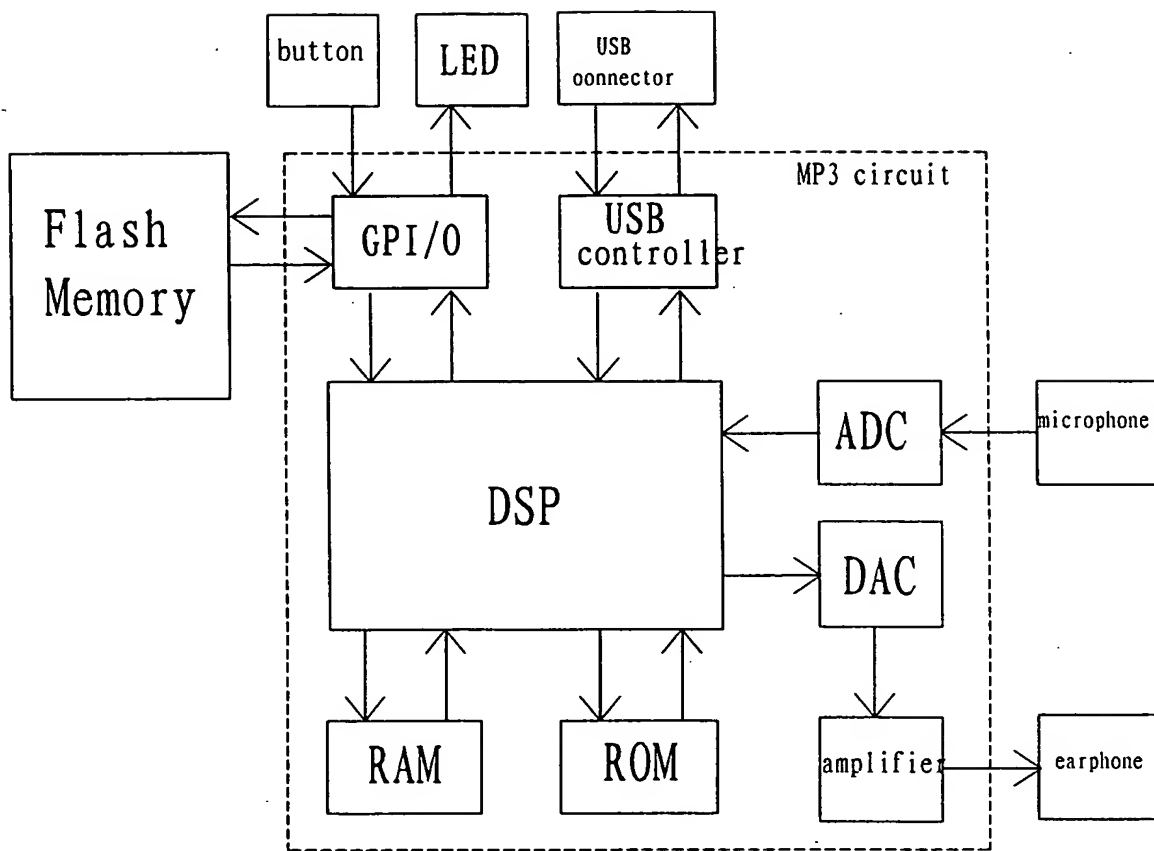 button
LED
USB
oonnector
MP3 circuit
Flash
Memory
GPI/O
USB
controller
DSP
ADC
microphone
DAC
RAM
ROM
amplifier
earphone